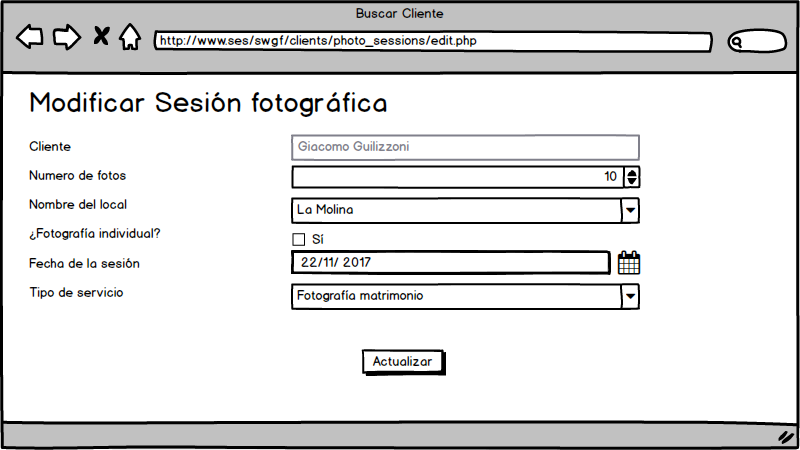 Buscar Cliente
http://www.ses/swgf/clients/photo_sessions/edit.php
Modificar Sesión fotográfica
Cliente Giacomo Guilizzoni
Numero de fotos 10
Nombre del local La Molina
¿Fotografía individual? Sí
Fecha de la sesión 22/11/ 2017
Tipo de servicio Fotografía matrimonio
Actualizar